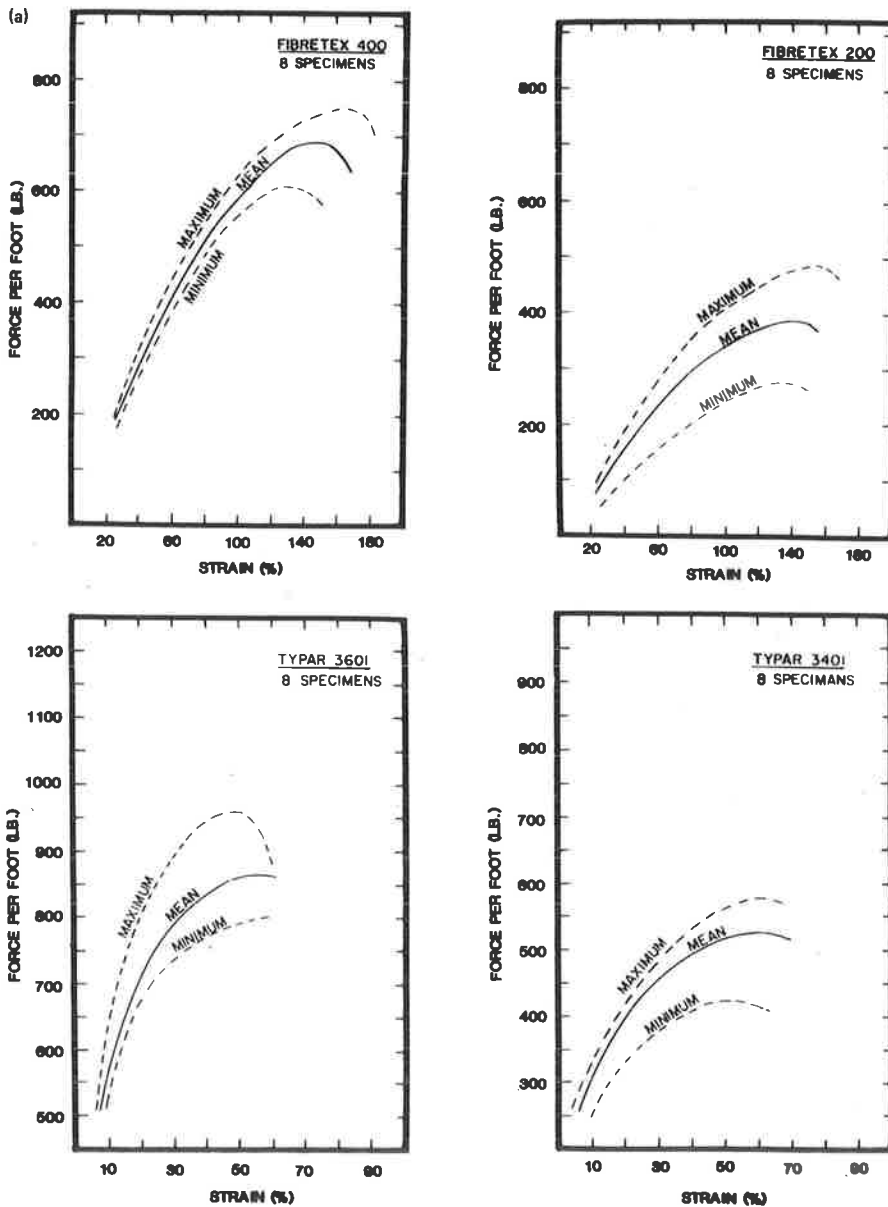 (a)
FIBRETEX 400
8 SPECIMENS
800
600
400
200
FORCE PER FOOT (LB.)
MAXIMUM
MEAN
MINIMUM
20 60 100 140 180
STRAIN (%)
FIBRETEX 200
8 SPECIMENS
800
600
400
200
FORCE PER FOOT (LB.)
MAXIMUM
MEAN
MINIMUM
20 60 100 140 180
STRAIN (%)
TYPAR 3601
8 SPECIMENS
1200
1100
1000
900
800
700
600
500
FORCE PER FOOT (LB.)
MAXIMUM
MEAN
MINIMUM
10 30 50 70 90
STRAIN (%)
TYPAR 3401
8 SPECIMANS
900
800
700
600
500
400
300
FORCE PER FOOT (LB.)
MAXIMUM
MEAN
MINIMUM
10 30 50 70 90
STRAIN (%)